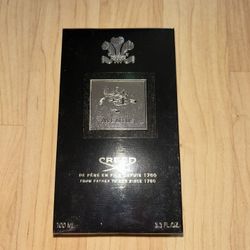 AVENTUS
CREED
DE PÈRE EN FILS DEPUIS 1760
FROM FATHER TO SON SINCE 1760
100 ML 3.3 FL.OZ.